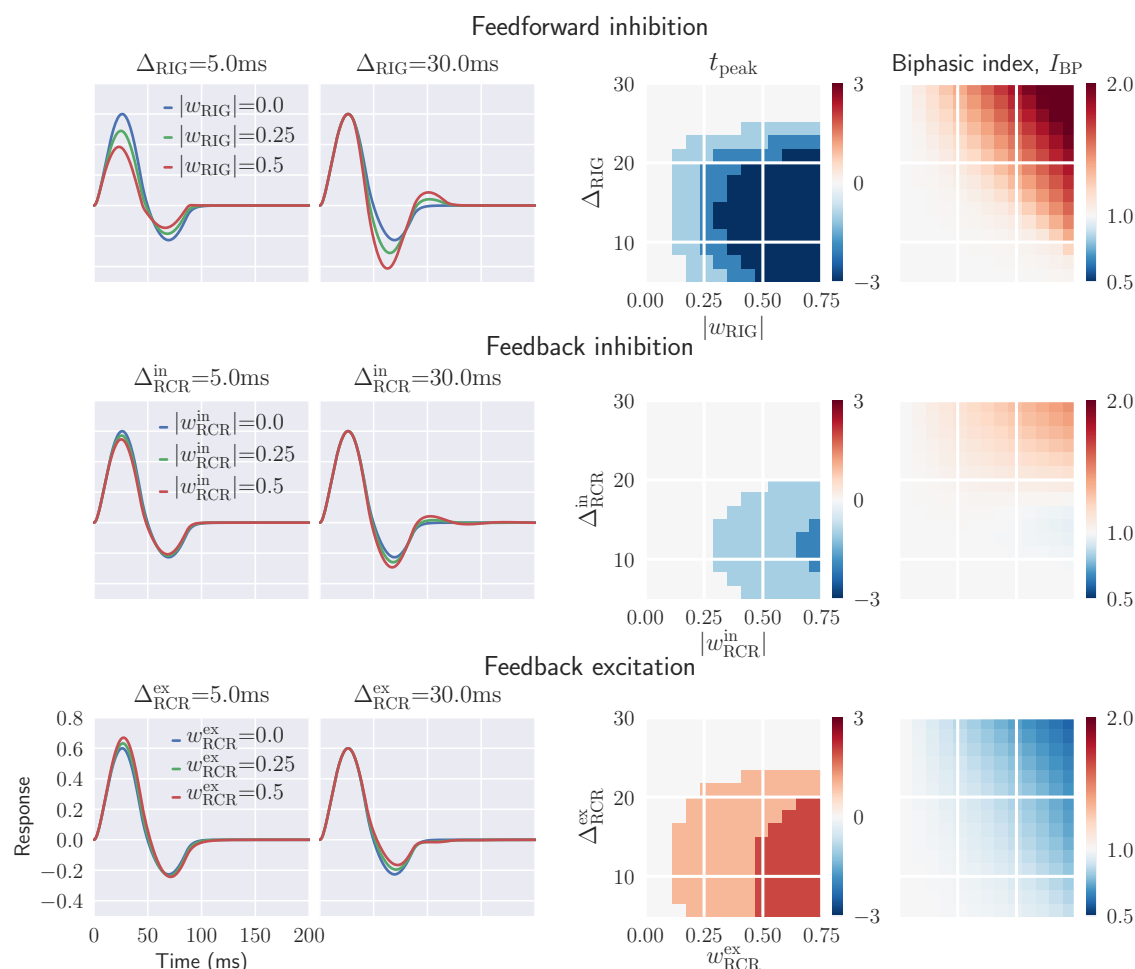 Feedforward inhibition
Δ_RIG=5.0ms
Δ_RIG=30.0ms
t_peak
Biphasic index, I_BP
|w_RIG|=0.0
|w_RIG|=0.25
|w_RIG|=0.5
Δ_RIG
30
20
10
0.00 0.25 0.50 0.75
|w_RIG|
3
0
−3
2.0
1.0
0.5
Feedback inhibition
Δ^in_RCR=5.0ms
Δ^in_RCR=30.0ms
|w^in_RCR|=0.0
|w^in_RCR|=0.25
|w^in_RCR|=0.5
Δ^in_RCR
30
20
10
0.00 0.25 0.50 0.75
|w^in_RCR|
3
0
−3
2.0
1.0
0.5
Feedback excitation
Δ^ex_RCR=5.0ms
Δ^ex_RCR=30.0ms
w^ex_RCR=0.0
w^ex_RCR=0.25
w^ex_RCR=0.5
Response
0.8
0.6
0.4
0.2
0.0
−0.2
−0.4
0 50 100 150 200
Time (ms)
Δ^ex_RCR
30
20
10
0.00 0.25 0.50 0.75
w^ex_RCR
3
0
−3
2.0
1.0
0.5